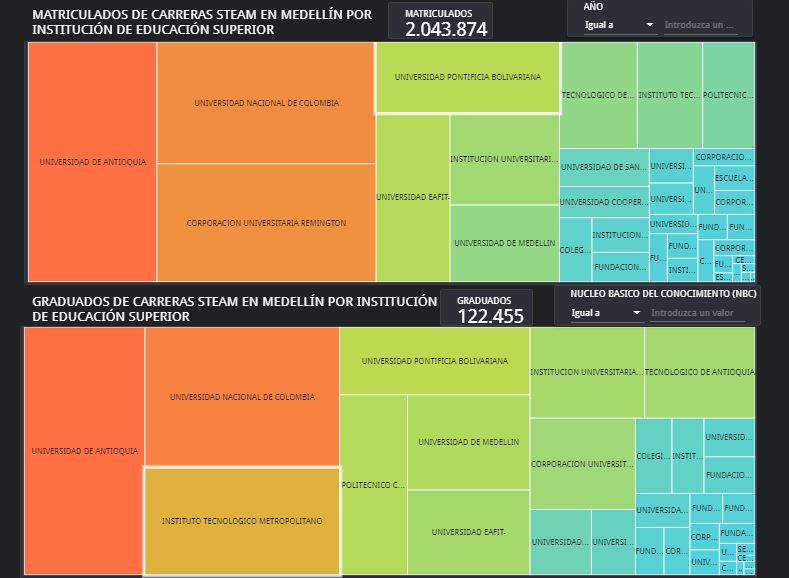 MATRICULADOS DE CARRERAS STEAM EN MEDELLÍN POR
INSTITUCIÓN DE EDUCACIÓN SUPERIOR
MATRICULADOS
2.043.874
AÑO
Igual a
Introduzca un ...
UNIVERSIDAD DE ANTIOQUIA
UNIVERSIDAD NACIONAL DE COLOMBIA
CORPORACION UNIVERSITARIA REMINGTON
UNIVERSIDAD PONTIFICIA BOLIVARIANA
UNIVERSIDAD EAFIT-
INSTITUCION UNIVERSITARI...
UNIVERSIDAD DE MEDELLIN
TECNOLOGICO DE...
INSTITUTO TEC...
POLITECNIC...
UNIVERSIDAD DE SAN...
UNIVERSIDAD COOPER...
COLEG...
INSTITUCION...
FUNDACION...
UNIVERSI...
UNIVERSI...
UNIVERSID...
FU...
FUND...
INSTI...
CORPORACIO...
UN...
ESCUELA...
CORPOR...
FUND...
FUN...
C...
CORPOR...
FU...
CE...
S...
ES...
GRADUADOS DE CARRERAS STEAM EN MEDELLÍN POR INSTITUCIÓN
DE EDUCACIÓN SUPERIOR
GRADUADOS
122.455
NUCLEO BASICO DEL CONOCIMIENTO (NBC)
Igual a
Introduzca un valor
UNIVERSIDAD DE ANTIOQUIA
UNIVERSIDAD NACIONAL DE COLOMBIA
INSTITUTO TECNOLOGICO METROPOLITANO
UNIVERSIDAD PONTIFICIA BOLIVARIANA
POLITECNICO C...
UNIVERSIDAD DE MEDELLIN
UNIVERSIDAD EAFIT-
INSTITUCION UNIVERSITARIA...
TECNOLOGICO DE ANTIOQUIA
CORPORACION UNIVERSIT...
UNIVERSIDAD...
UNIVERSI...
COLEGI...
INSTIT...
UNIVERSID...
FUNDACIO...
UNIVERSIDA...
FUND...
COR...
FUND...
FUND...
CORP...
UNIV...
FUNDA...
U...
SE...
CE...
C...